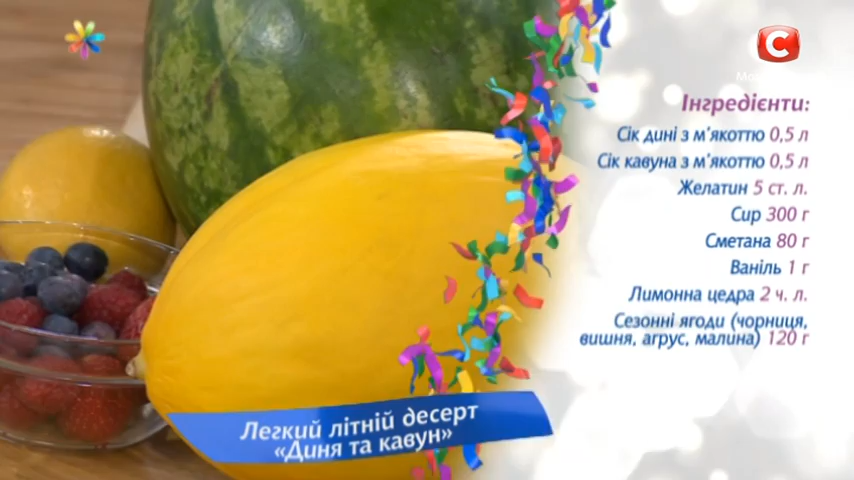 С
Інгредієнти:
Сік дині з м'якоттю 0,5 л
Сік кавуна з м'якоттю 0,5 л
Желатин 5 ст. л.
Сир 300 г
Сметана 80 г
Ваніль 1 г
Лимонна цедра 2 ч. л.
Сезонні ягоди (чорниця,
вишня, агрус, малина) 120 г
Легкий літній десерт
«Диня та кавун»